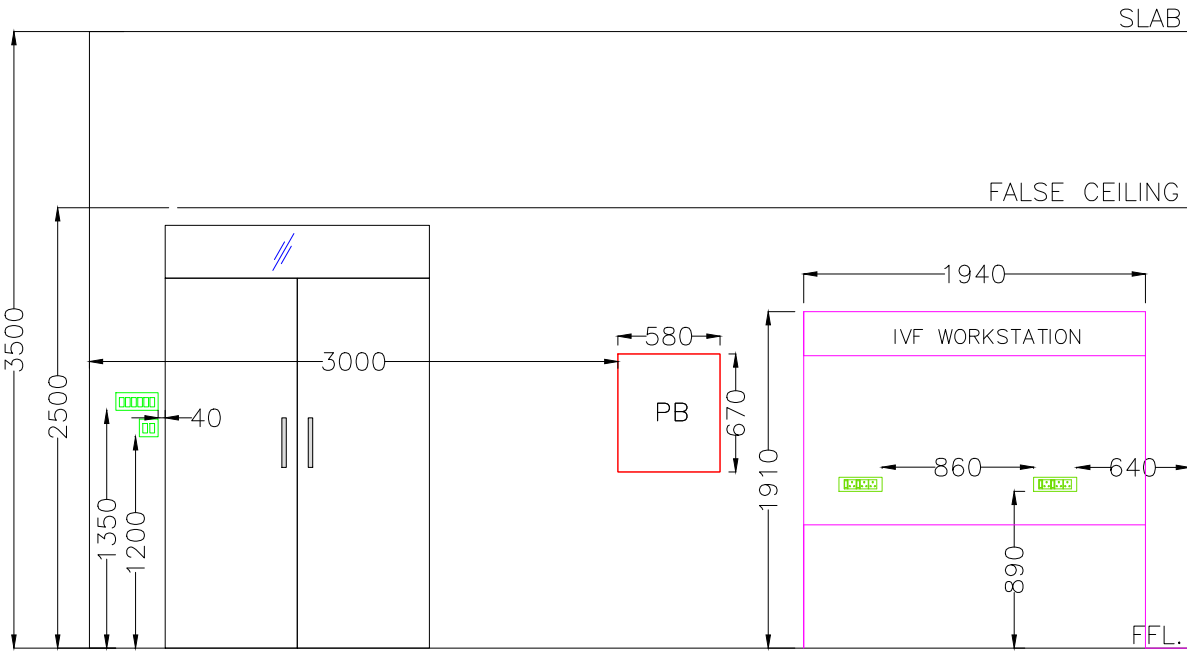 SLAB
FALSE CEILING
1940
3500
580
IVF WORKSTATION
3000
2500
PB
670
40
860
640
1910
1350
1200
890
FFL.